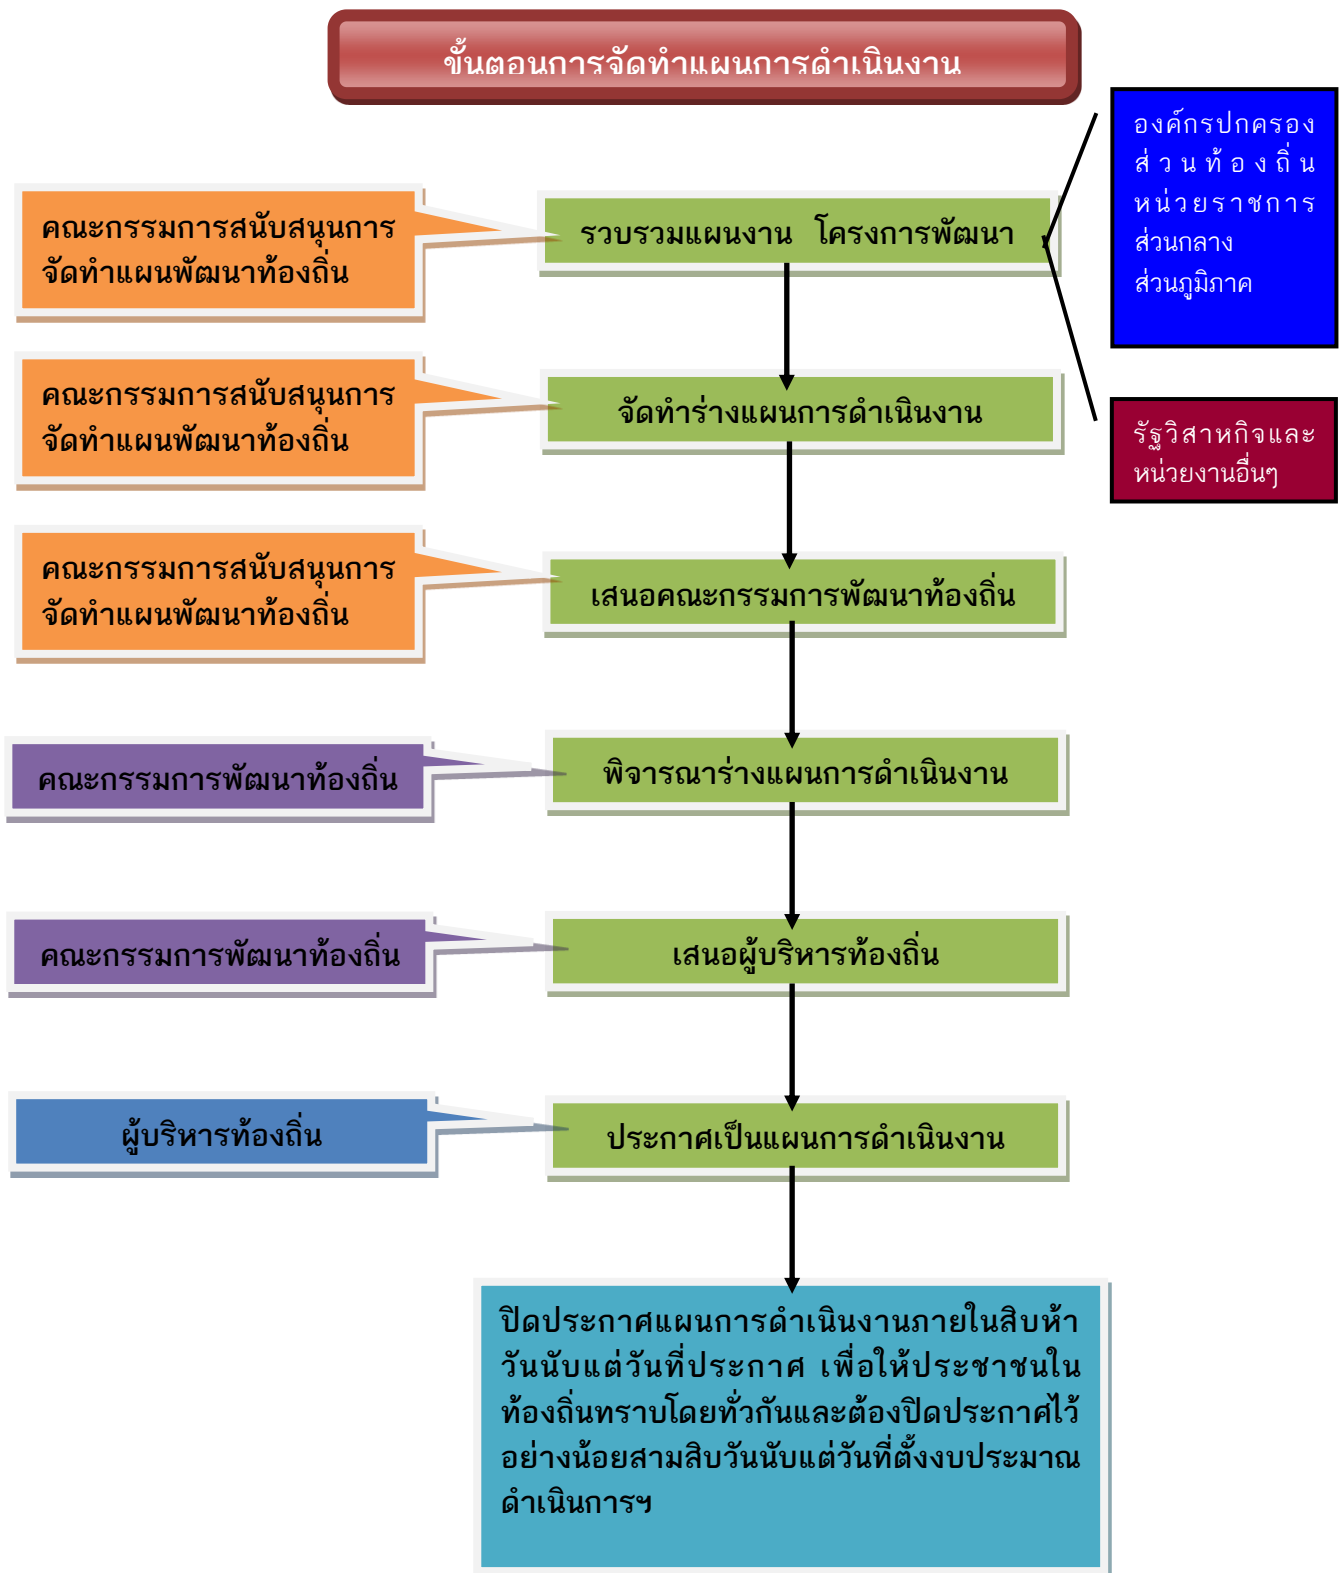 ขั้นตอนการจัดทำแผนการดำเนินงาน
องค์กรปกครอง
ส่วนท้องถิ่น
หน่วยราชการ
ส่วนกลาง
ส่วนภูมิภาค
คณะกรรมการสนับสนุนการ
จัดทำแผนพัฒนาท้องถิ่น
รวบรวมแผนงาน โครงการพัฒนา
คณะกรรมการสนับสนุนการ
จัดทำแผนพัฒนาท้องถิ่น
จัดทำร่างแผนการดำเนินงาน
รัฐวิสาหกิจและ
หน่วยงานอื่นๆ
คณะกรรมการสนับสนุนการ
จัดทำแผนพัฒนาท้องถิ่น
เสนอคณะกรรมการพัฒนาท้องถิ่น
คณะกรรมการพัฒนาท้องถิ่น
พิจารณาร่างแผนการดำเนินงาน
คณะกรรมการพัฒนาท้องถิ่น
เสนอผู้บริหารท้องถิ่น
ผู้บริหารท้องถิ่น
ประกาศเป็นแผนการดำเนินงาน
ปิดประกาศแผนการดำเนินงานภายในสิบห้า
วันนับแต่วันที่ประกาศ เพื่อให้ประชาชนใน
ท้องถิ่นทราบโดยทั่วกันและต้องปิดประกาศไว้
อย่างน้อยสามสิบวันนับแต่วันที่ตั้งงบประมาณ
ดำเนินการฯ